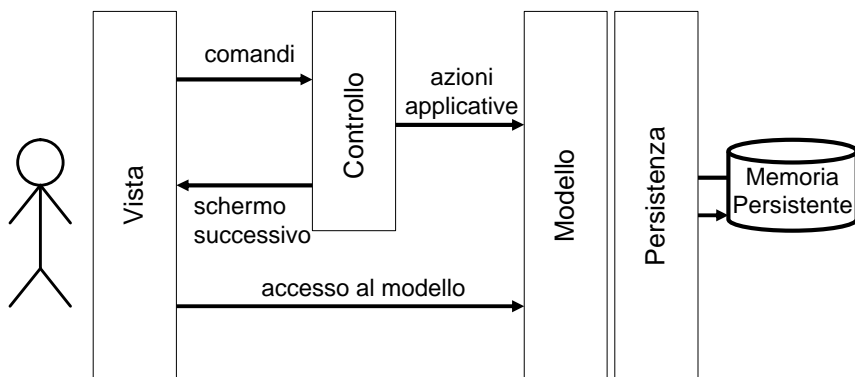 comandi
azioni
applicative
Vista
Controllo
Modello
Persistenza
Memoria
Persistente
schermo
successivo
accesso al modello